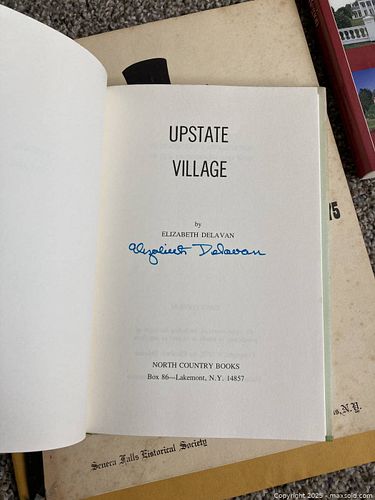 UPSTATE
VILLAGE
by
ELIZABETH DELAVAN
Elizabeth Delavan
NORTH COUNTRY BOOKS
Box 86—Lakemont, N. Y. 14857
75
N.Y.
Seneca Falls Historical Society
Copyright 2025 - maxsold.com